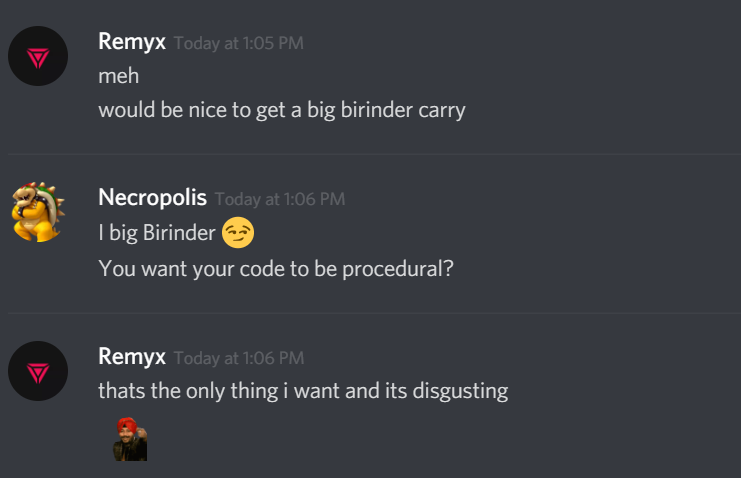 Remyx Today at 1:05 PM
meh
would be nice to get a big birinder carry
Necropolis Today at 1:06 PM
I big Birinder 😏
You want your code to be procedural?
Remyx Today at 1:06 PM
thats the only thing i want and its disgusting